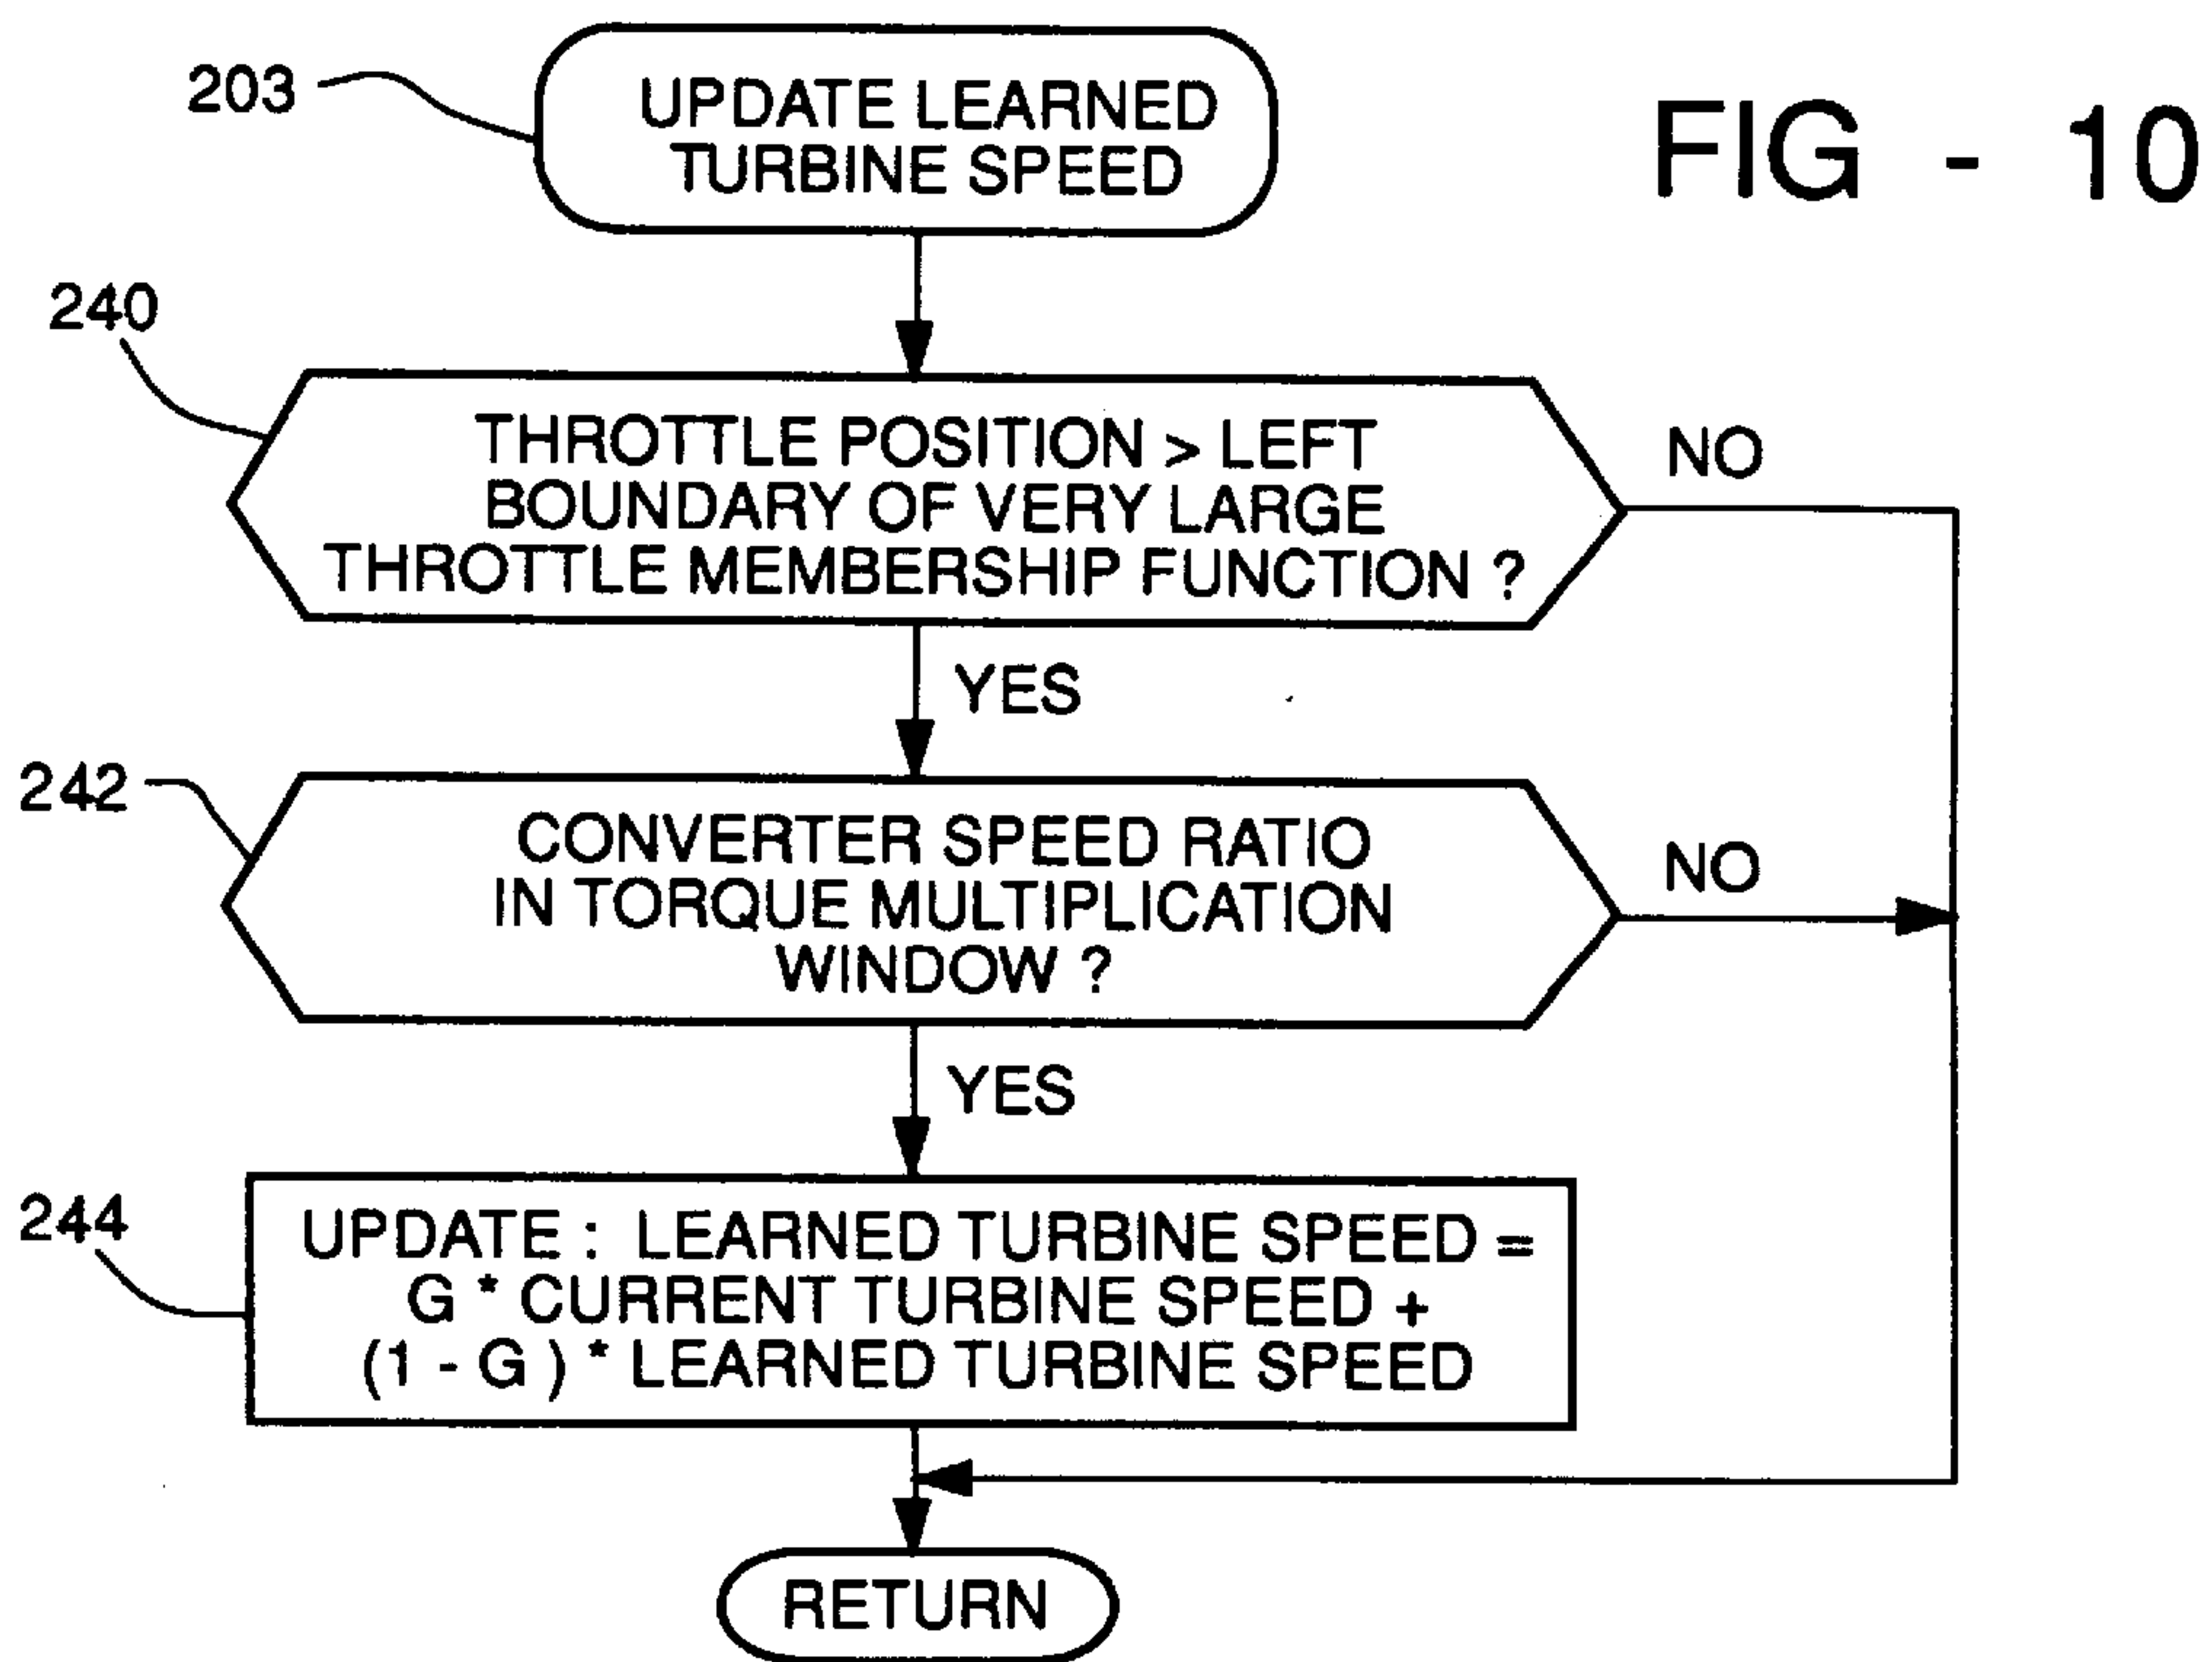 FIG - 10
203
UPDATE LEARNED
TURBINE SPEED
240
THROTTLE POSITION > LEFT
BOUNDARY OF VERY LARGE
THROTTLE MEMBERSHIP FUNCTION ?
NO
YES
242
CONVERTER SPEED RATIO
IN TORQUE MULTIPLICATION
WINDOW ?
NO
YES
244
UPDATE : LEARNED TURBINE SPEED =
G * CURRENT TURBINE SPEED +
(1 - G ) * LEARNED TURBINE SPEED
RETURN